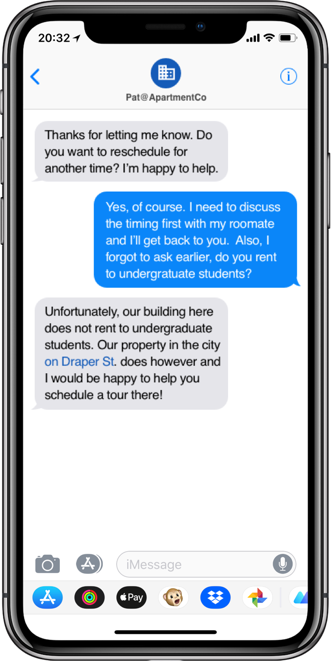 20:32
Pat@ApartmentCo
Thanks for letting me know. Do
you want to reschedule for
another time? I'm happy to help.
Yes, of course. I need to discuss
the timing first with my roomate
and I'll get back to you.  Also, I
forgot to ask earlier, do you rent
to undergratuate students?
Unfortunately, our building here
does not rent to undergraduate
students. Our property in the city
on Draper St. does however and
I would be happy to help you
schedule a tour there!
iMessage
Pay